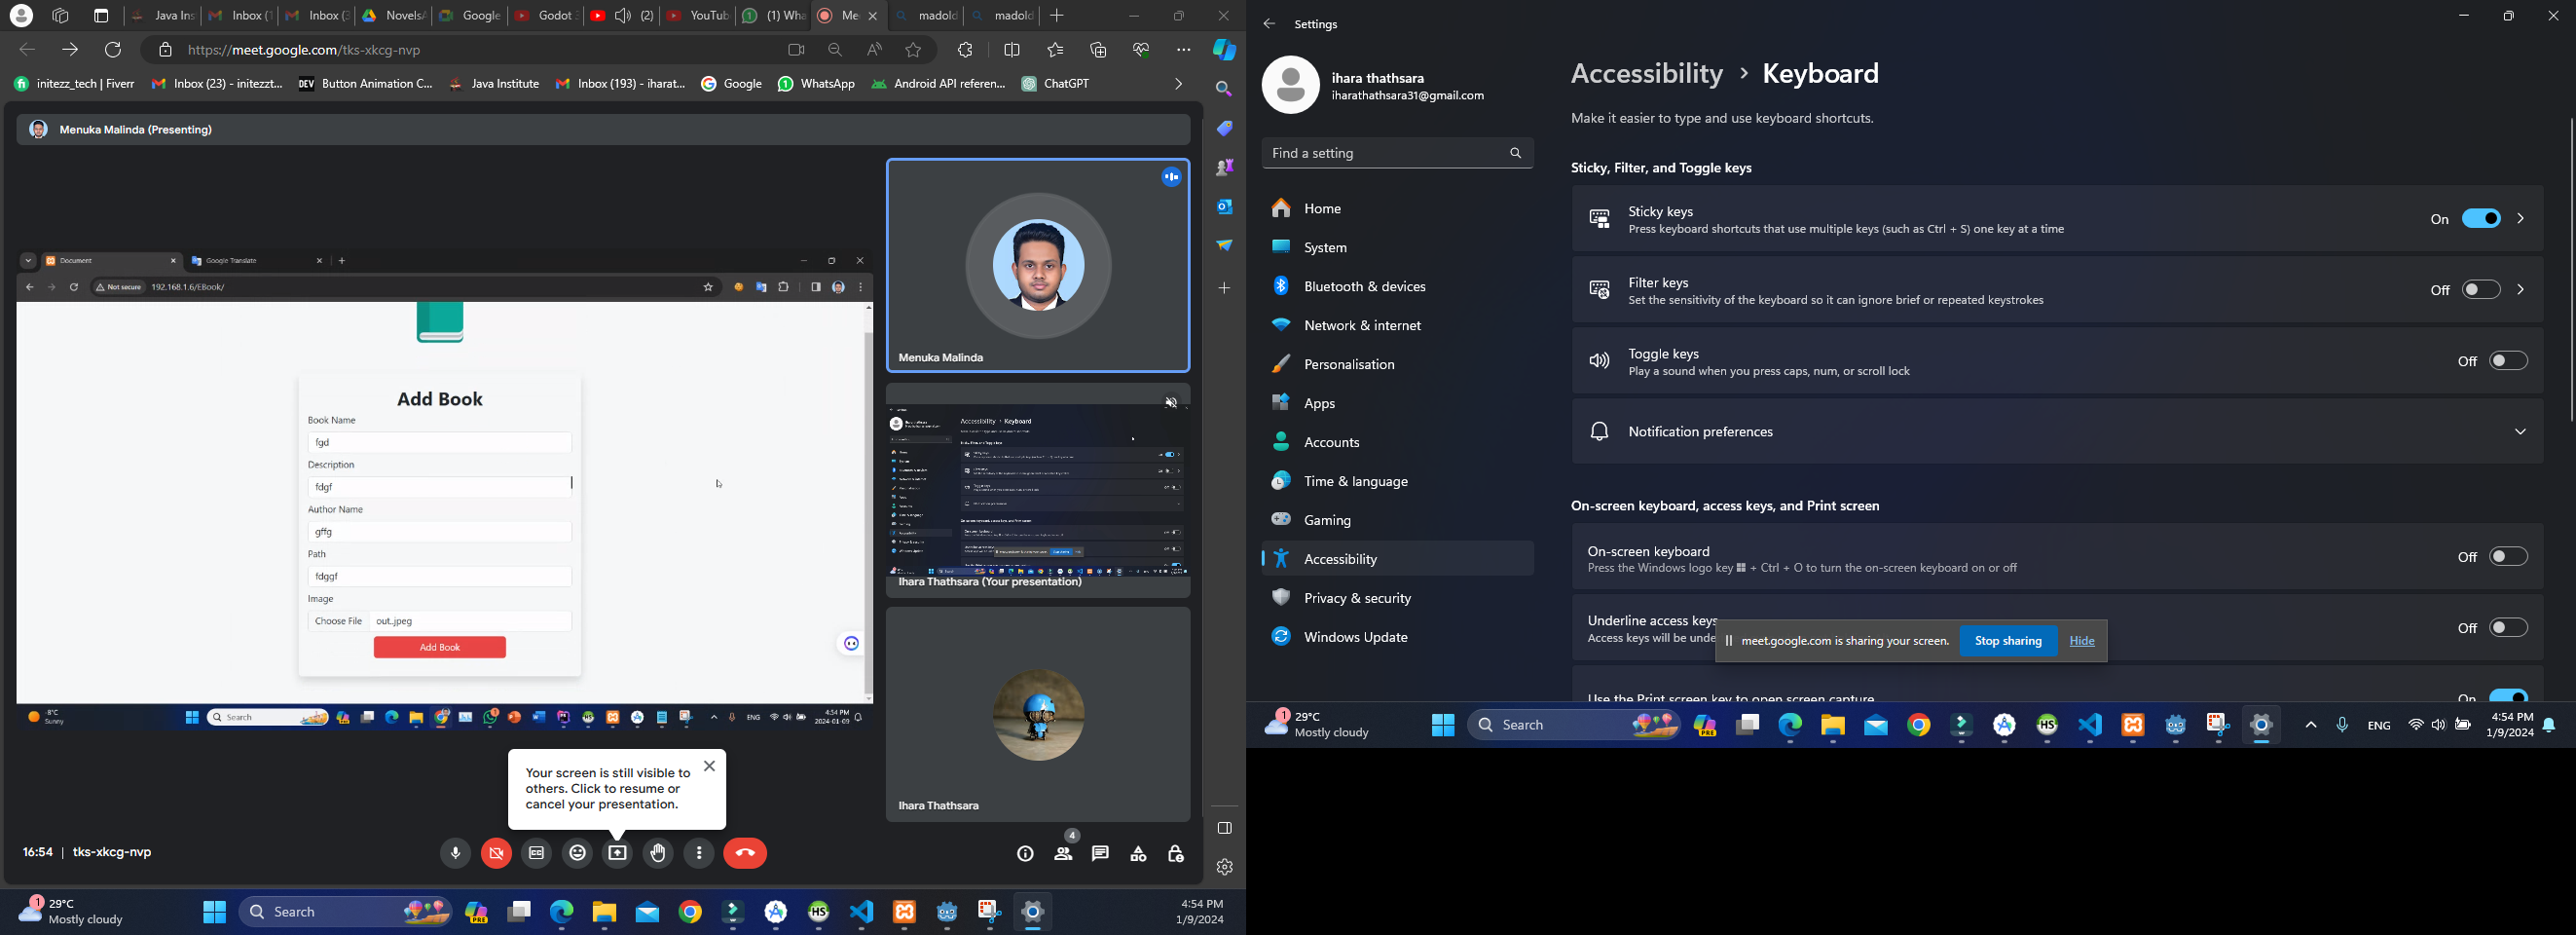 Java Ins
Inbox (1
Inbox (3
Novels/
Google
Godot 3
(2)
YouTub
(1) Wha
Me
madold
madold
https://meet.google.com/tks-xkcg-nvp
initezz_tech | Fiverr
Inbox (23) - initezzt...
Button Animation C...
Java Institute
Inbox (193) - iharat...
Google
WhatsApp
Android API referen...
ChatGPT
Menuka Malinda (Presenting)
Document
Google Translate
Not secure
192.168.1.6/EBook/
Add Book
Book Name
fgd
Description
fdgf
Author Name
gffg
Path
fdggf
Image
Choose File
out.jpeg
Add Book
Sunny
Search
ENG
4:54 PM
2024-01-09
Menuka Malinda
Accessibility › Keyboard
Ihara Thathsara (Your presentation)
Ihara Thathsara
Your screen is still visible to
others. Click to resume or
cancel your presentation.
16:54 | tks-xkcg-nvp
4
1
29°C
Mostly cloudy
Search
PRE
HS
4:54 PM
1/9/2024
Settings
ihara thathsara
iharathathsara31@gmail.com
Find a setting
Home
System
Bluetooth & devices
Network & internet
Personalisation
Apps
Accounts
Time & language
Gaming
Accessibility
Privacy & security
Windows Update
Accessibility › Keyboard
Make it easier to type and use keyboard shortcuts.
Sticky, Filter, and Toggle keys
Sticky keys
Press keyboard shortcuts that use multiple keys (such as Ctrl + S) one key at a time
On
Filter keys
Set the sensitivity of the keyboard so it can ignore brief or repeated keystrokes
Off
Toggle keys
Play a sound when you press caps, num, or scroll lock
Off
Notification preferences
On-screen keyboard, access keys, and Print screen
On-screen keyboard
Press the Windows logo key + Ctrl + O to turn the on-screen keyboard on or off
Off
Underline access keys
Access keys will be unde
Off
meet.google.com is sharing your screen.
Stop sharing
Hide
Use the Print screen key to open screen capture
On
1
29°C
Mostly cloudy
Search
PRE
HS
ENG
4:54 PM
1/9/2024